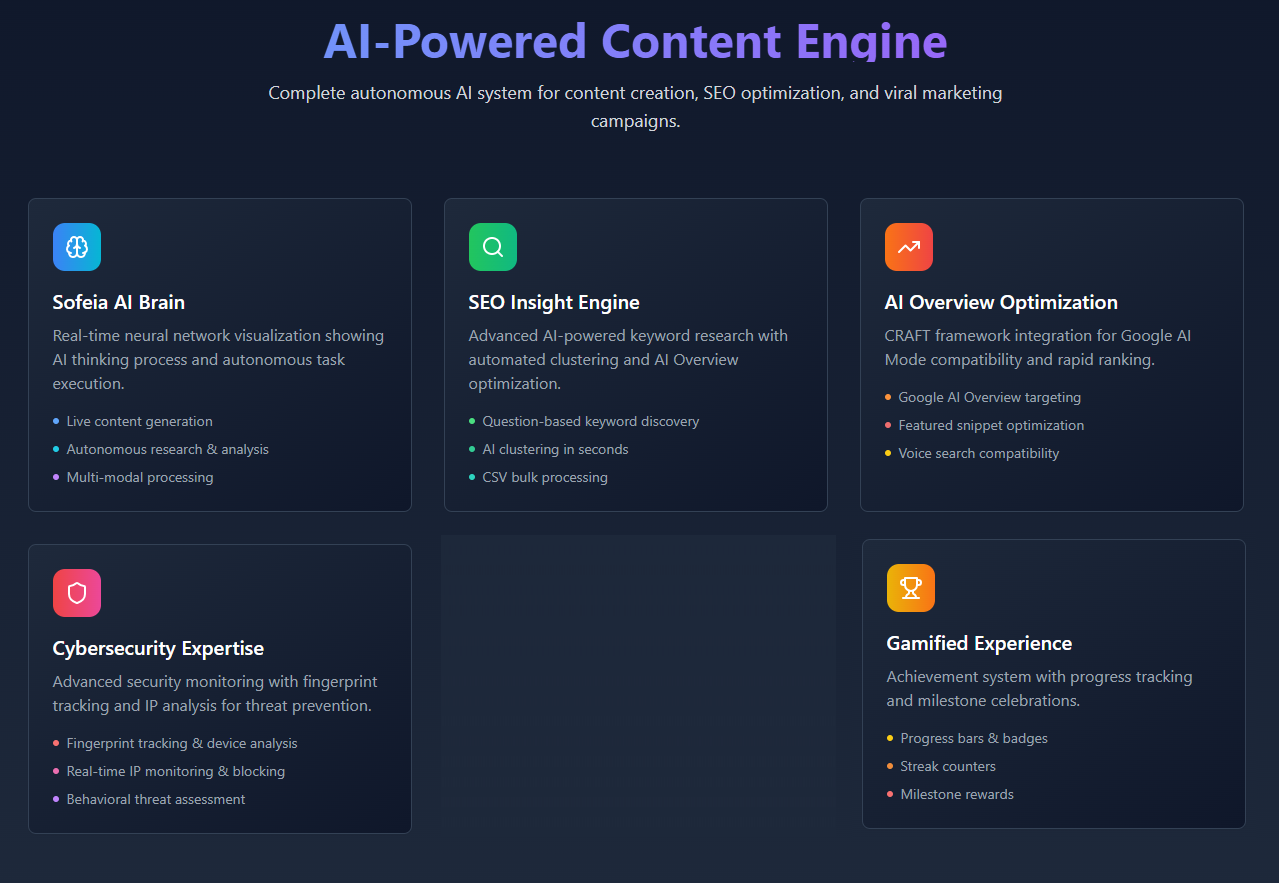 AI-Powered Content Engine
Complete autonomous AI system for content creation, SEO optimization, and viral marketing
campaigns.
Sofeia AI Brain
Real-time neural network visualization showing
AI thinking process and autonomous task
execution.
Live content generation
Autonomous research & analysis
Multi-modal processing
SEO Insight Engine
Advanced AI-powered keyword research with
automated clustering and AI Overview
optimization.
Question-based keyword discovery
AI clustering in seconds
CSV bulk processing
AI Overview Optimization
CRAFT framework integration for Google AI
Mode compatibility and rapid ranking.
Google AI Overview targeting
Featured snippet optimization
Voice search compatibility
Cybersecurity Expertise
Advanced security monitoring with fingerprint
tracking and IP analysis for threat prevention.
Fingerprint tracking & device analysis
Real-time IP monitoring & blocking
Behavioral threat assessment
Gamified Experience
Achievement system with progress tracking
and milestone celebrations.
Progress bars & badges
Streak counters
Milestone rewards